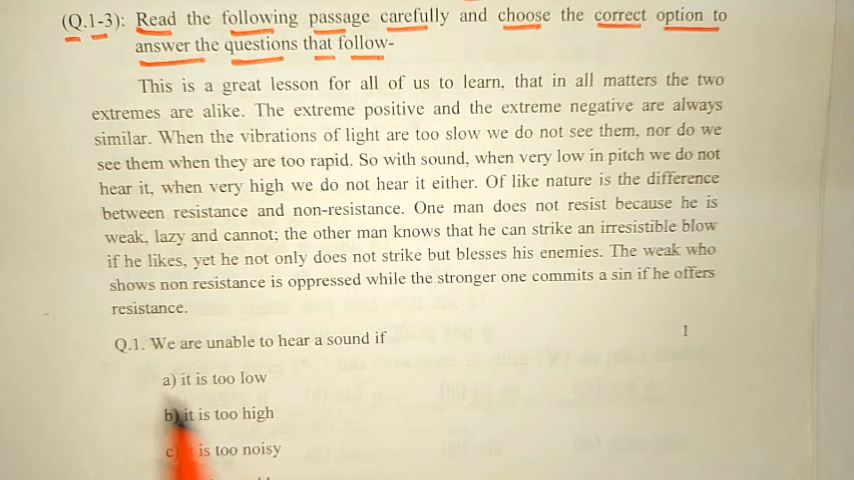 (Q.1-3): Read the following passage carefully and choose the correct option to
answer the questions that follow-
This is a great lesson for all of us to learn, that in all matters the two
extremes are alike. The extreme positive and the extreme negative are always
similar. When the vibrations of light are too slow we do not see them, nor do we
see them when they are too rapid. So with sound, when very low in pitch we do not
hear it, when very high we do not hear it either. Of like nature is the difference
between resistance and non-resistance. One man does not resist because he is
weak, lazy and cannot; the other man knows that he can strike an irresistible blow
if he likes, yet he not only does not strike but blesses his enemies. The weak who
shows non resistance is oppressed while the stronger one commits a sin if he offers
resistance.
Q.1. We are unable to hear a sound if 1
a) it is too low
b) it is too high
c) is too noisy